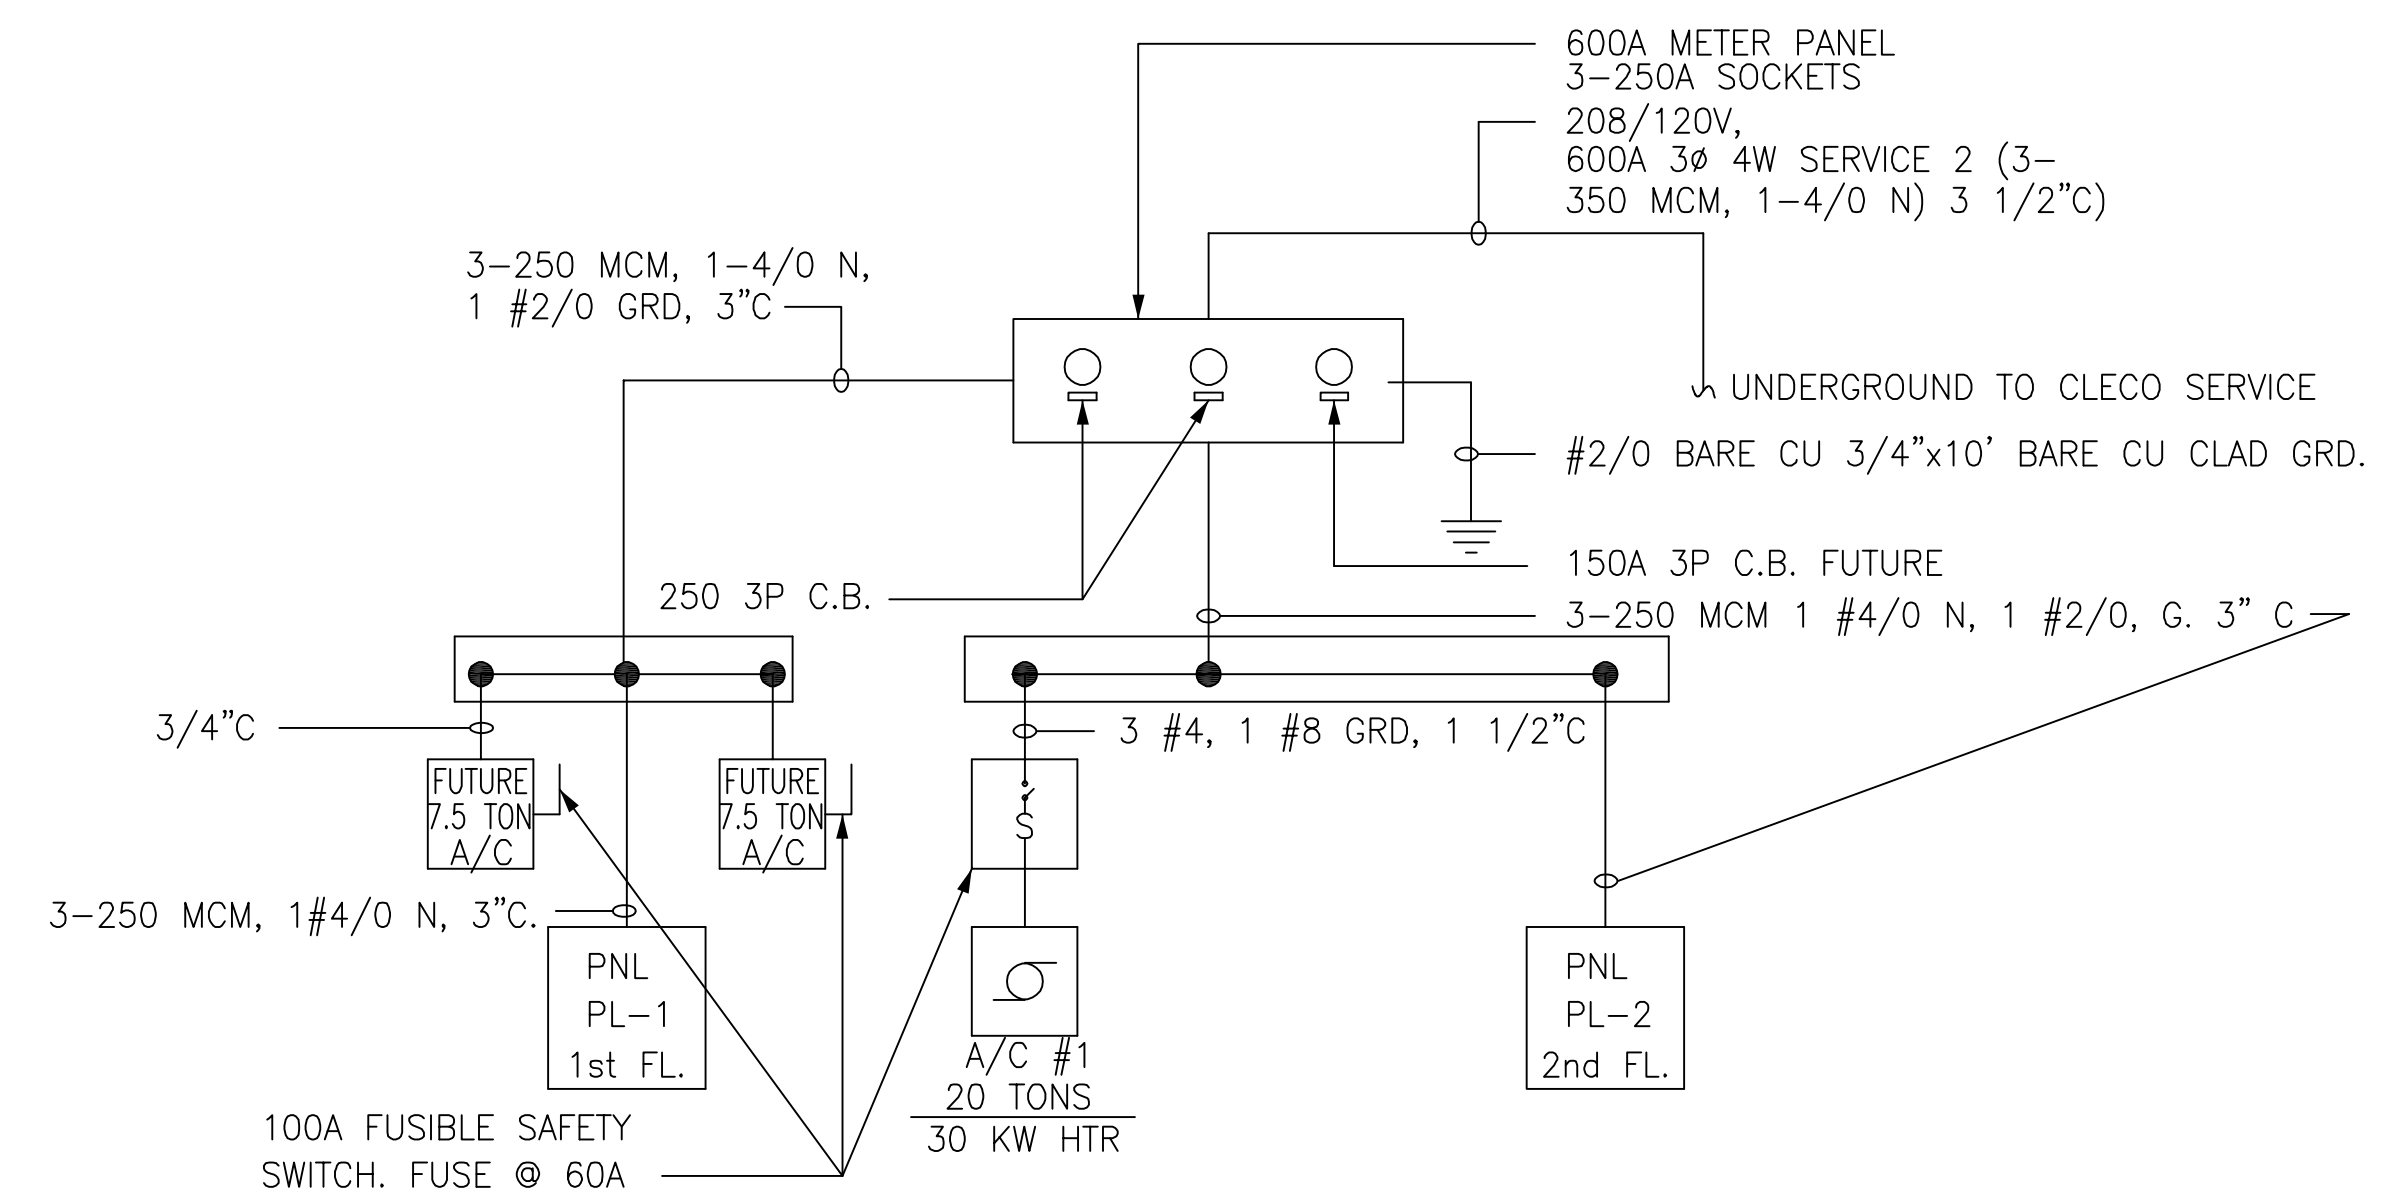 600A METER PANEL
3-250A SOCKETS
208/120V,
600A 3ø 4W SERVICE 2 (3-
350 MCM, 1-4/0 N) 3 1/2"C)
3-250 MCM, 1-4/0 N,
1 #2/0 GRD, 3"C
UNDERGROUND TO CLECO SERVICE
#2/0 BARE CU 3/4"x10' BARE CU CLAD GRD.
150A 3P C.B. FUTURE
250 3P C.B.
3-250 MCM 1 #4/0 N, 1 #2/0, G. 3" C
3/4"C
3 #4, 1 #8 GRD, 1 1/2"C
FUTURE
7.5 TON
A/C
FUTURE
7.5 TON
A/C
S
3-250 MCM, 1#4/0 N, 3"C.
PNL
PL-1
1st FL.
PNL
PL-2
2nd FL.
A/C #1
20 TONS
30 KW HTR
100A FUSIBLE SAFETY
SWITCH. FUSE @ 60A